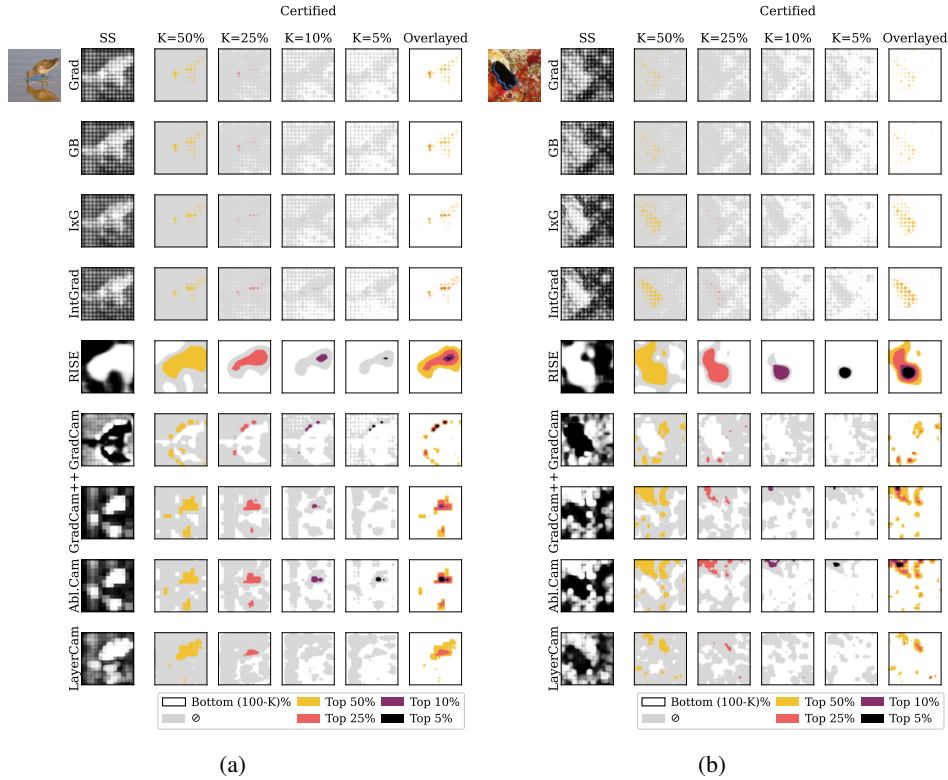 Certified
SS K=50% K=25% K=10% K=5% Overlayed
Grad
GB
IxG
IntGrad
RISE
GradCam
GradCam++
Abl.Cam
LayerCam
Bottom (100-K)% Top 50% Top 10%
⊘ Top 25% Top 5%
(a)
Certified
SS K=50% K=25% K=10% K=5% Overlayed
Grad
GB
IxG
IntGrad
RISE
GradCam
GradCam++
Abl.Cam
LayerCam
Bottom (100-K)% Top 50% Top 10%
⊘ Top 25% Top 5%
(b)